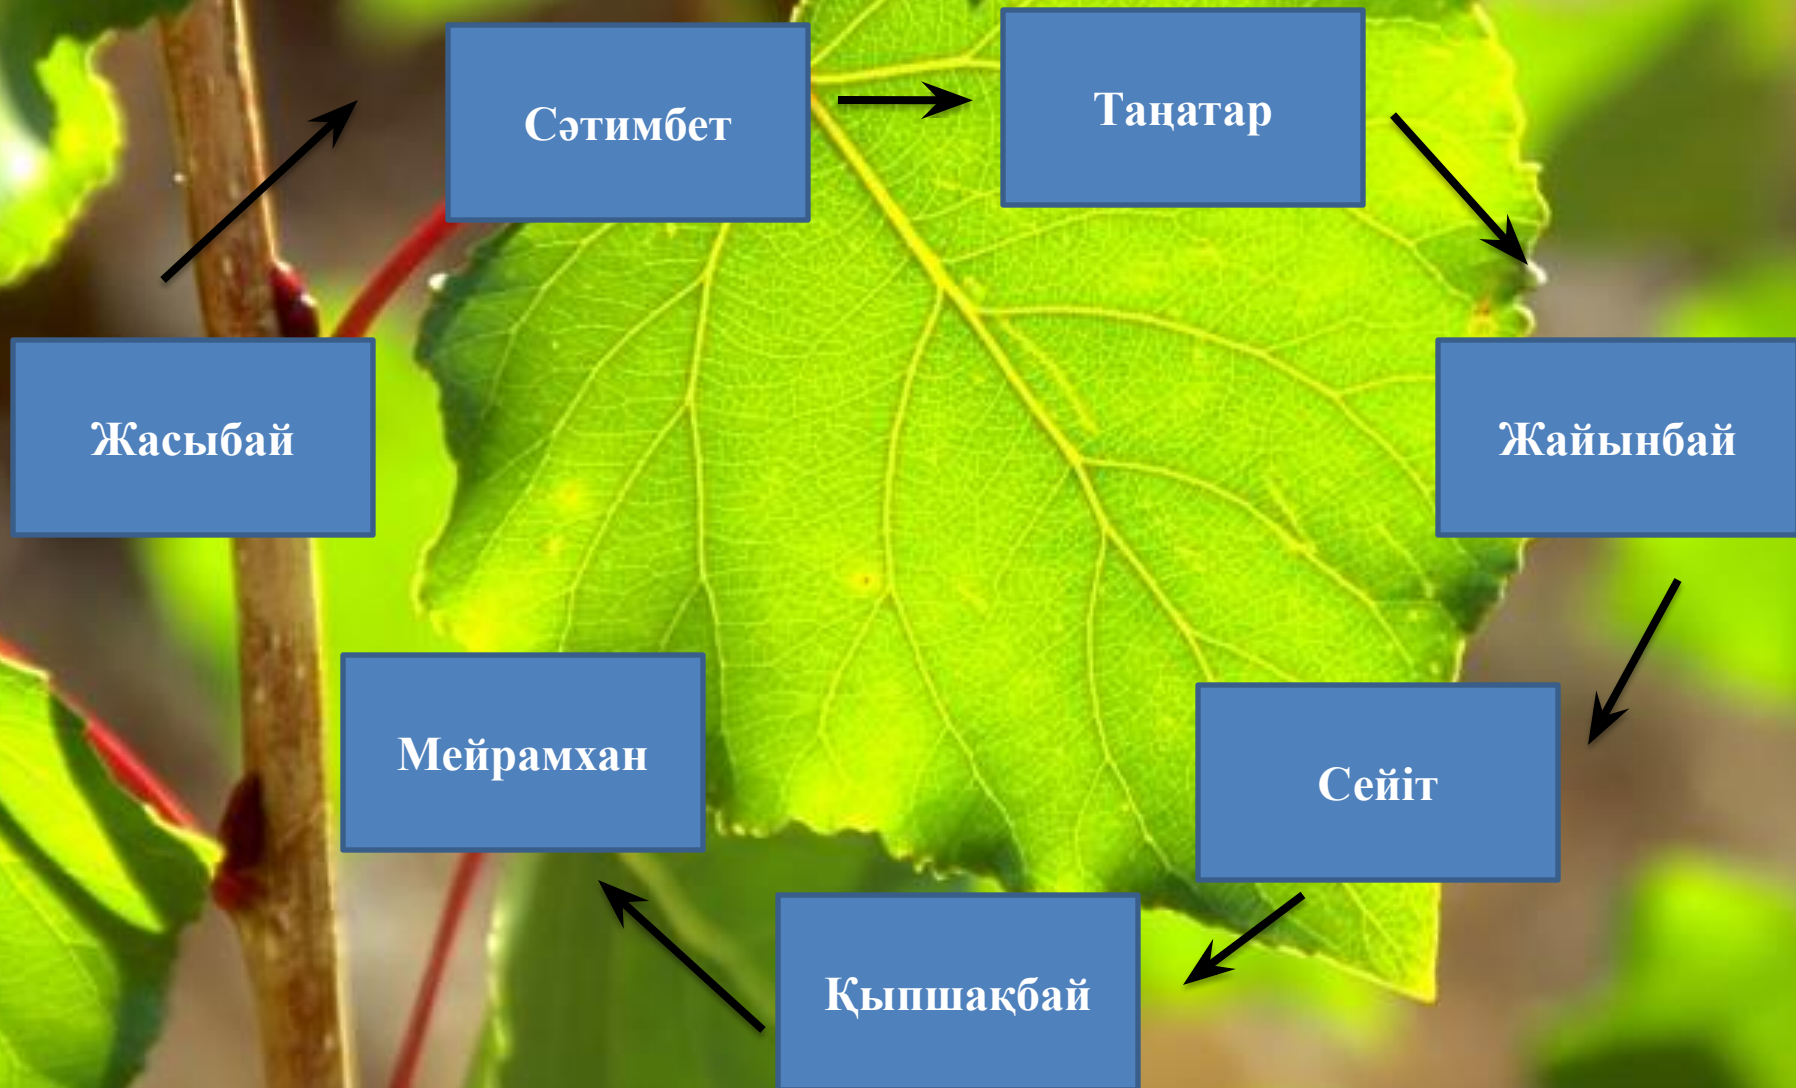 Жасыбай
Сәтимбет
Таңатар
Жайынбай
Сейіт
Қыпшақбай
Мейрамхан